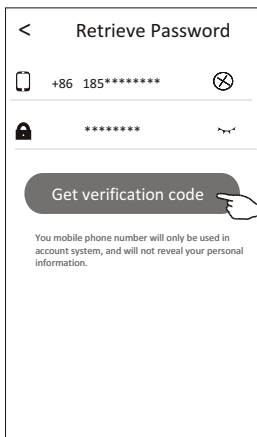 < Retrieve Password
+86 185********
********
Get verification code
You mobile phone number will only be used in
account system, and will not reveal your personal
information.